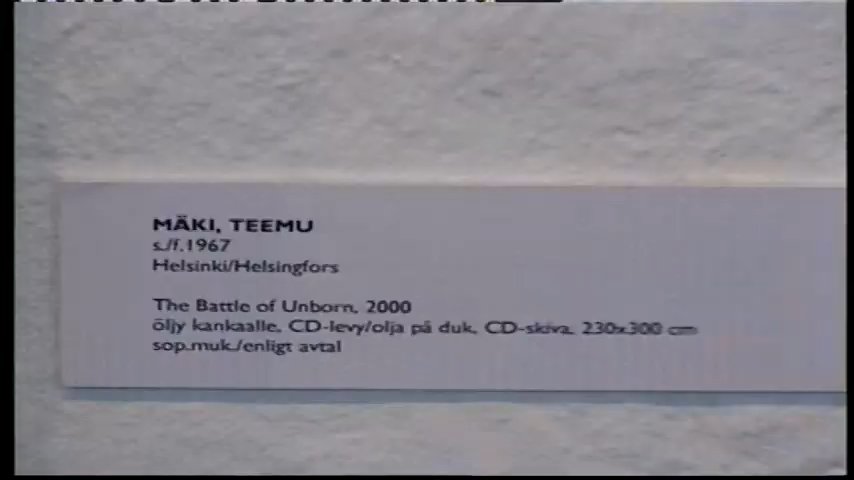 MÄKI, TEEMU
s./f.1967
Helsinki/Helsingfors
The Battle of Unborn, 2000
öljy kankaalle, CD-levy/olja på duk, CD-skiva, 230x300 cm
sop.muk./enligt avtal